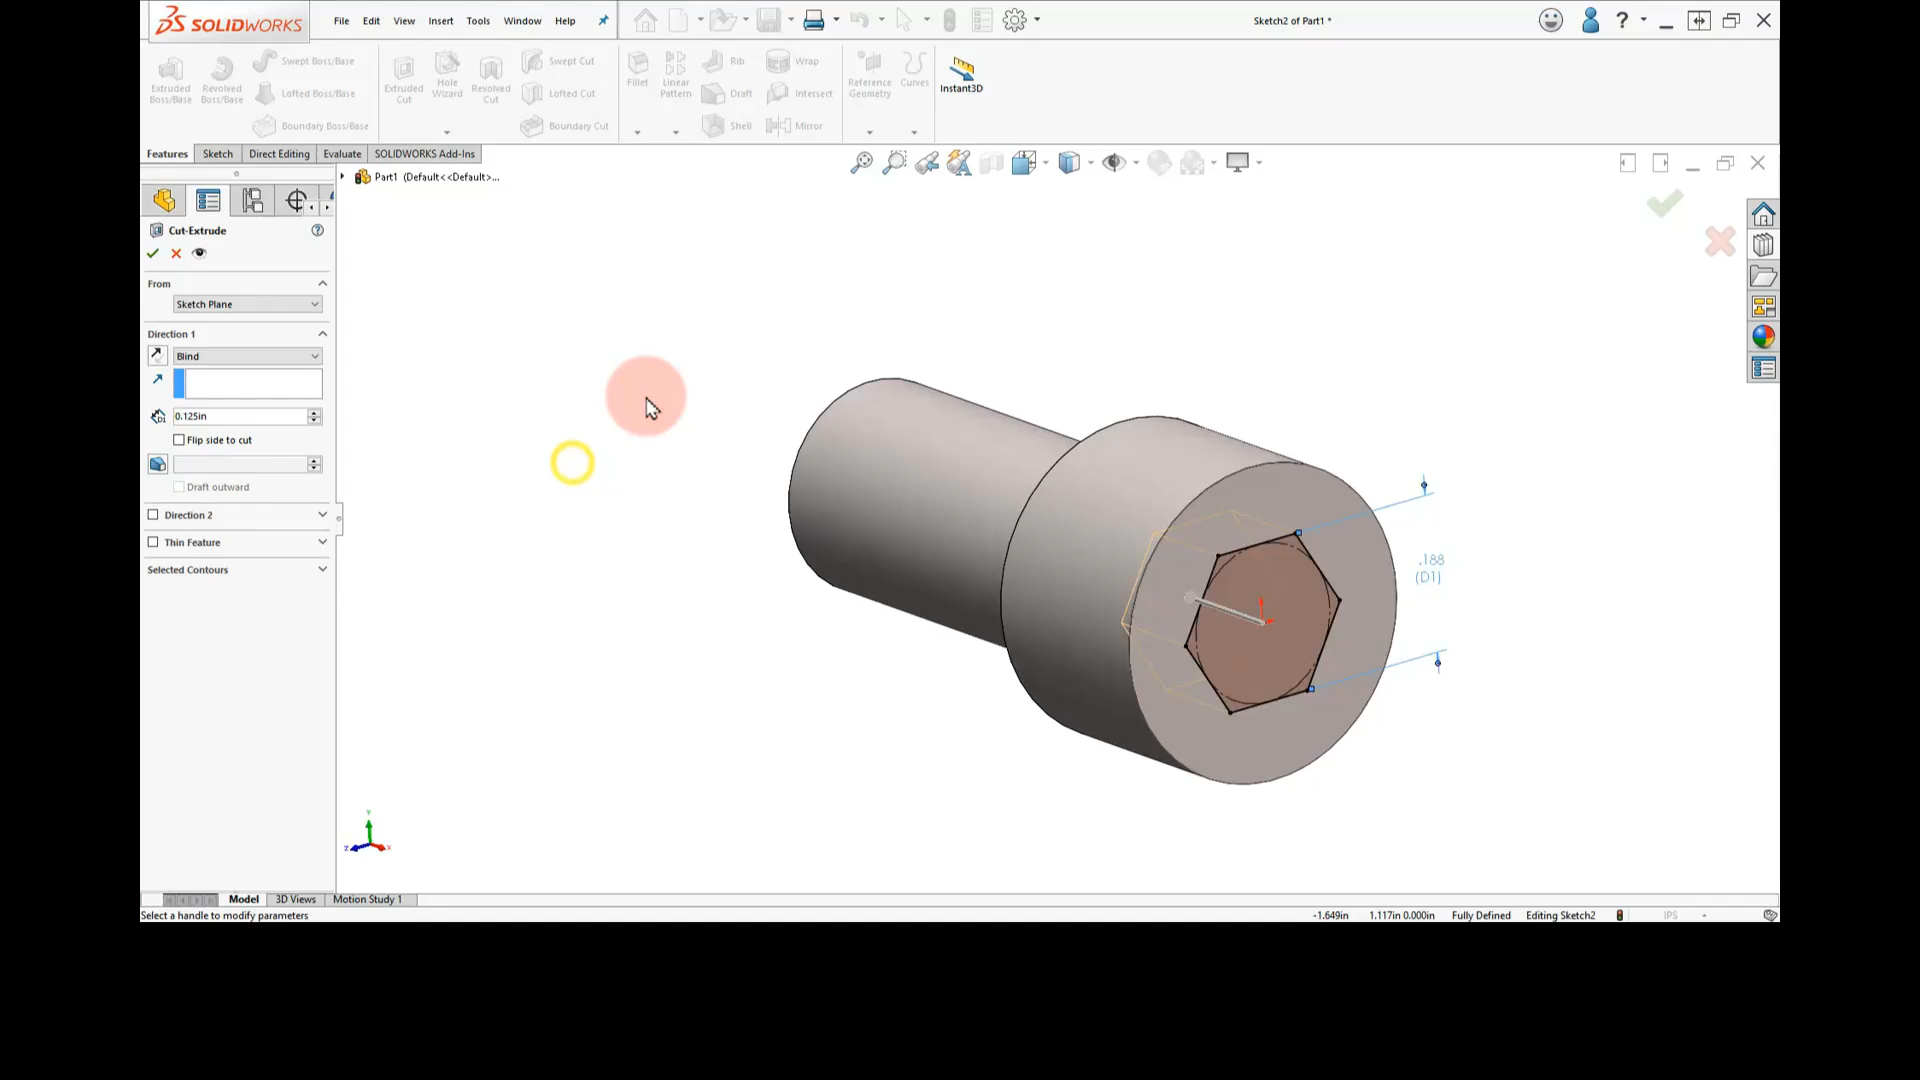 SOLIDWORKS
File Edit View Insert Tools Window Help
Sketch2 of Part1 *
?
Extruded Boss/Base
Revolved Boss/Base
Swept Boss/Base
Lofted Boss/Base
Boundary Boss/Base
Extruded Cut
Hole Wizard
Revolved Cut
Swept Cut
Lofted Cut
Boundary Cut
Fillet
Linear Pattern
Rib
Draft
Shell
Wrap
Intersect
Mirror
Reference Geometry
Curves
Instant3D
Features Sketch Direct Editing Evaluate SOLIDWORKS Add-Ins
Part1 (Default<<Default>...
Cut-Extrude
?
From
Sketch Plane
Direction 1
Blind
D1
0.125in
Flip side to cut
Draft outward
Direction 2
Thin Feature
Selected Contours
.188
(D1)
Y
Z
X
Model 3D Views Motion Study 1
Select a handle to modify parameters
-1.649in 1.117in 0.000in Fully Defined Editing Sketch2 IPS